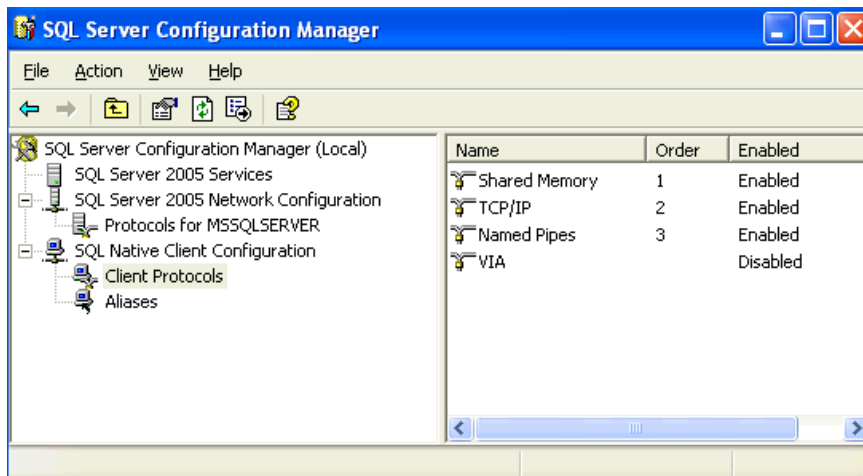 SQL Server Configuration Manager
File Action View Help
SQL Server Configuration Manager (Local)
SQL Server 2005 Services
SQL Server 2005 Network Configuration
Protocols for MSSQLSERVER
SQL Native Client Configuration
Client Protocols
Aliases
Name Order Enabled
Shared Memory 1 Enabled
TCP/IP 2 Enabled
Named Pipes 3 Enabled
VIA Disabled